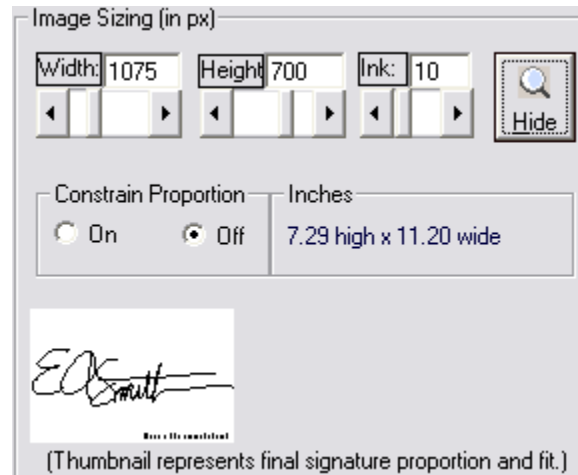 Image Sizing (in px)
Width: 1075 Height 700 Ink: 10
Hide
Constrain Proportion Inches
On Off 7.29 high x 11.20 wide
EASmith
(Thumbnail represents final signature proportion and fit.)